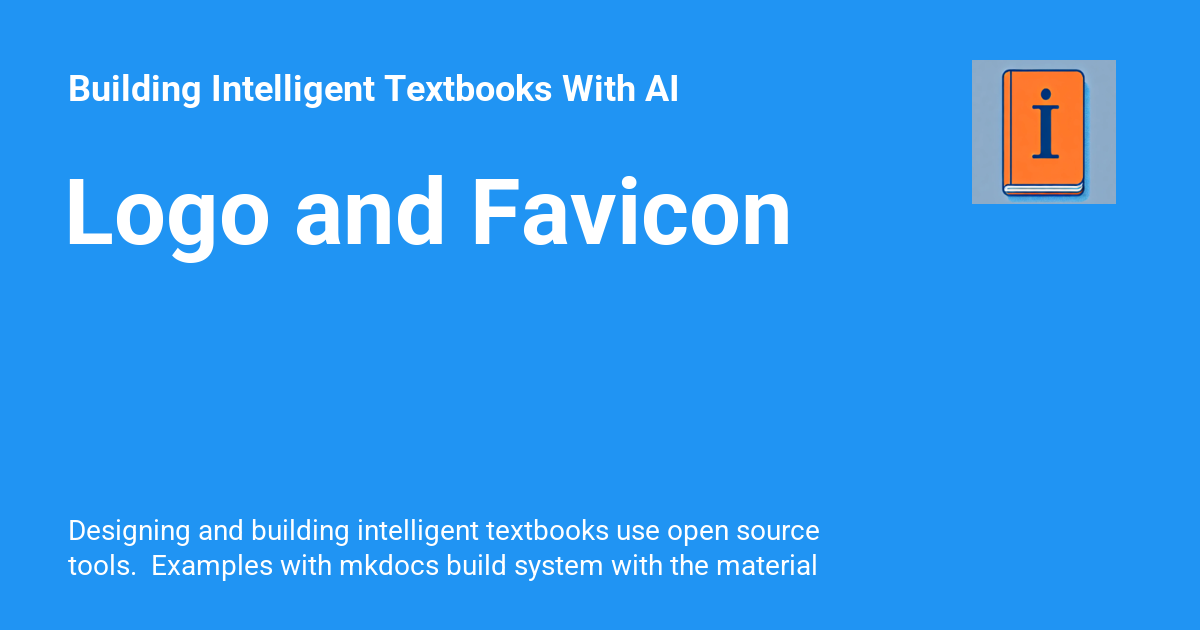 Building Intelligent Textbooks With AI
i
Logo and Favicon
Designing and building intelligent textbooks use open source
tools.  Examples with mkdocs build system with the material